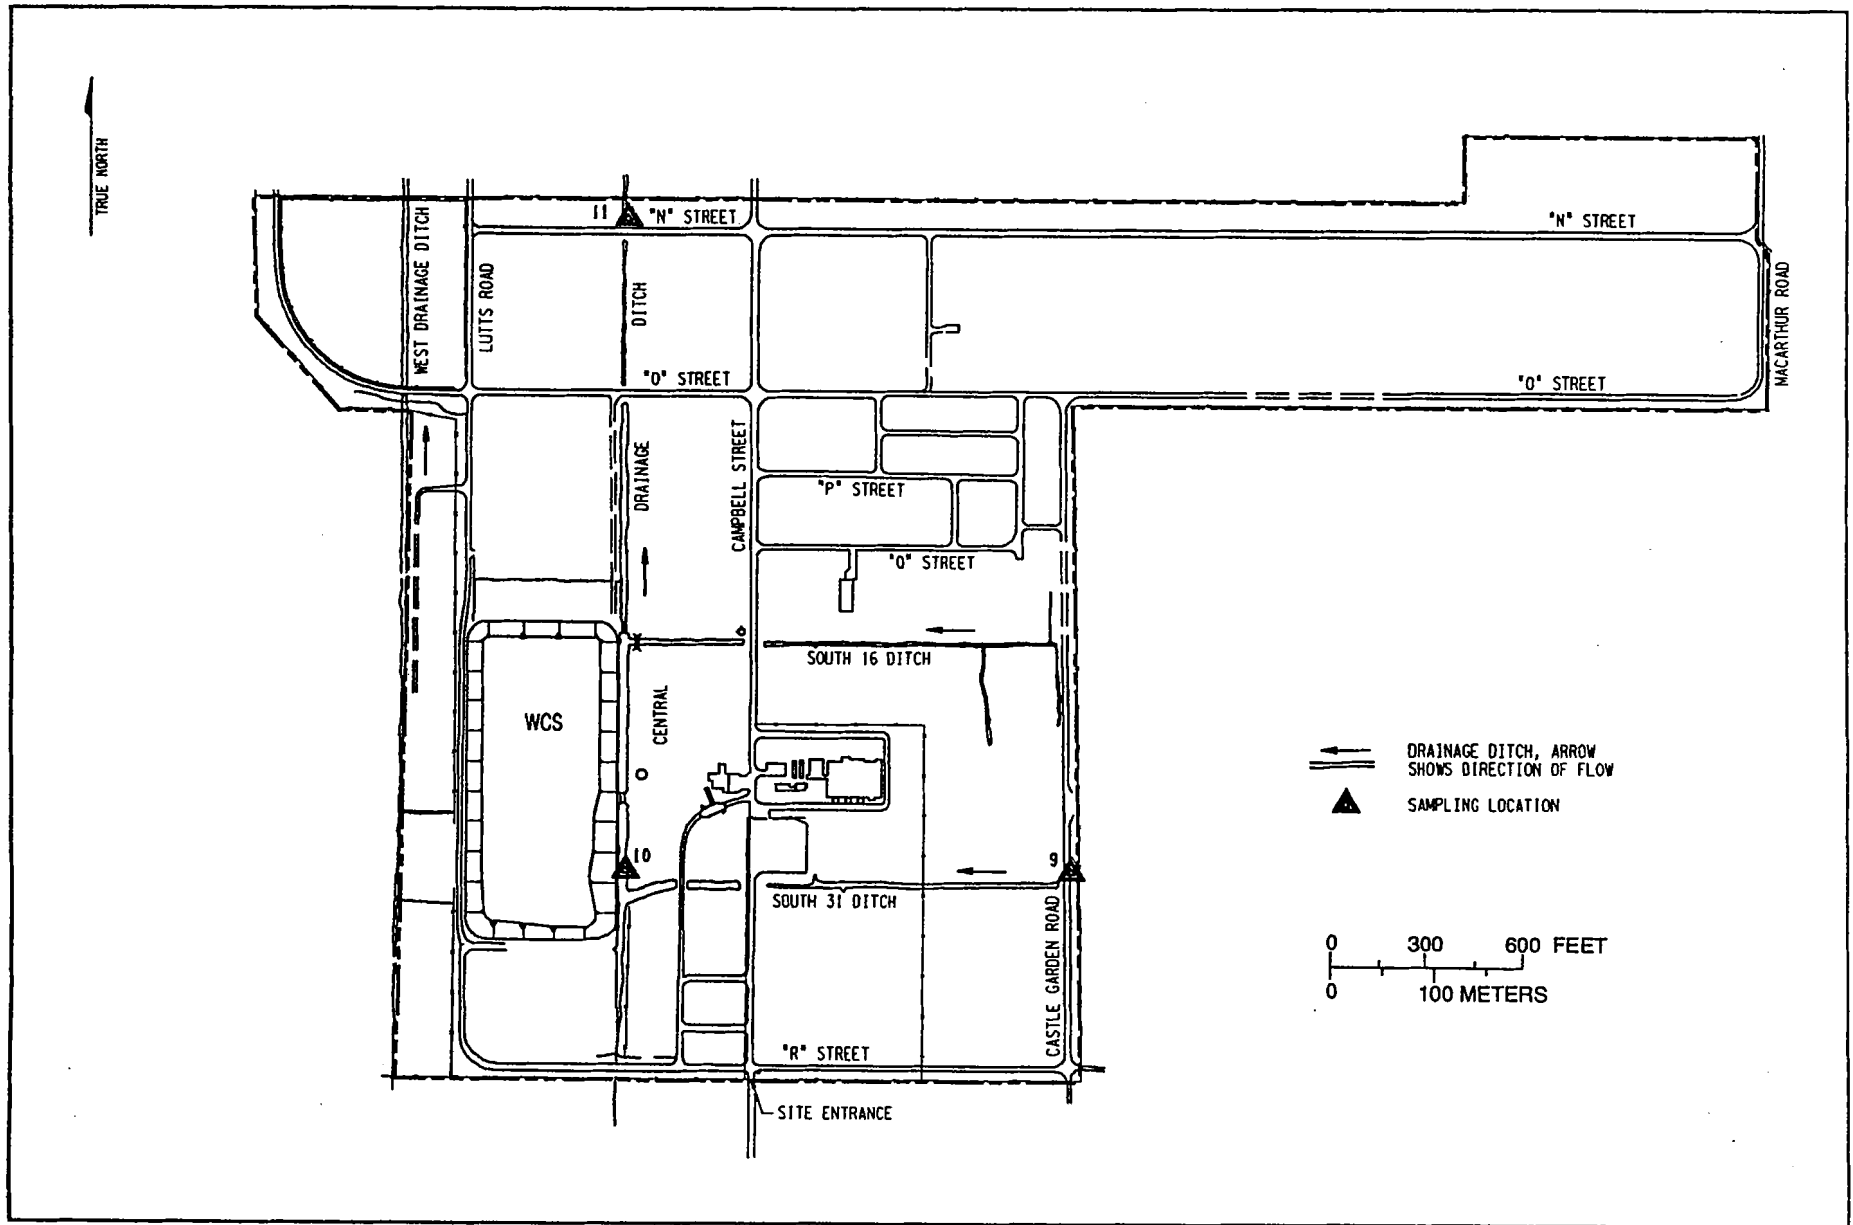 TRUE NORTH
11
"N" STREET
"N" STREET
WEST DRAINAGE DITCH
LUTTS ROAD
DITCH
MACARTHUR ROAD
"O" STREET
"O" STREET
DRAINAGE
CAMPBELL STREET
"P" STREET
"Q" STREET
SOUTH 16 DITCH
CENTRAL
WCS
10
9
SOUTH 31 DITCH
CASTLE GARDEN ROAD
"R" STREET
SITE ENTRANCE
DRAINAGE DITCH, ARROW
SHOWS DIRECTION OF FLOW
SAMPLING LOCATION
0 300 600 FEET
0 100 METERS